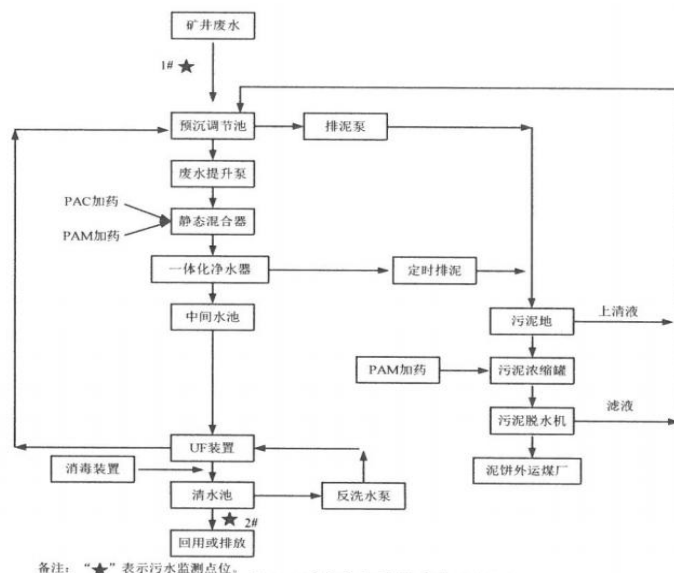 矿井废水
1# ★
预沉调节池
排泥泵
废水提升泵
PAC加药
静态混合器
PAM加药
一体化净水器
定时排泥
中间水池
污泥地
上清液
PAM加药
污泥浓缩罐
污泥脱水机
滤液
UF装置
消毒装置
泥饼外运煤厂
清水池
反洗水泵
★ 2#
回用或排放
备注：“★”表示污水监测点位。